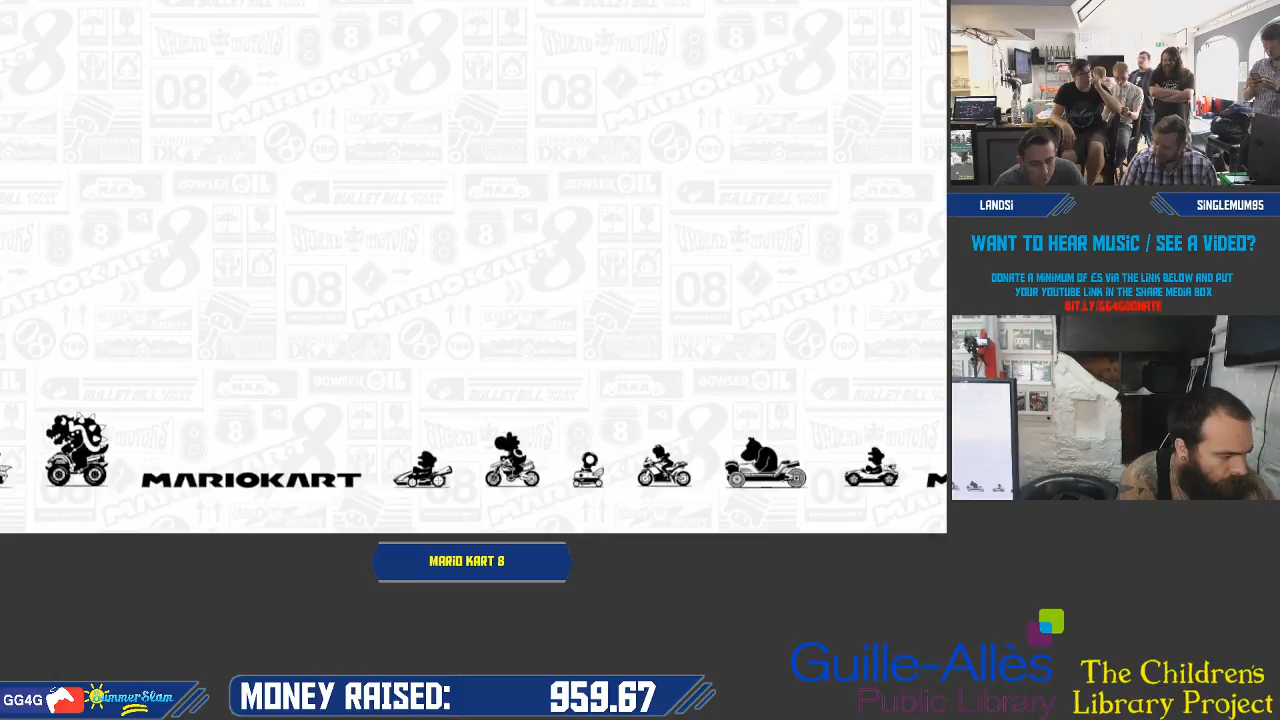 MARIOKART
LANDSI
SINGLEMUM95
WANT TO HEAR MUSIC / SEE A VIDEO?
DONATE A MINIMUM OF £5 VIA THE LINK BELOW AND PUT
YOUR YOUTUBE LINK IN THE SHARE MEDIA BOX
BIT.LY/GG4GDONATE
MARIO KART 8
GG4G
SummerSlam
MONEY RAISED: 959.67
Guille-Allès
Public Library
The Children's
Library Project